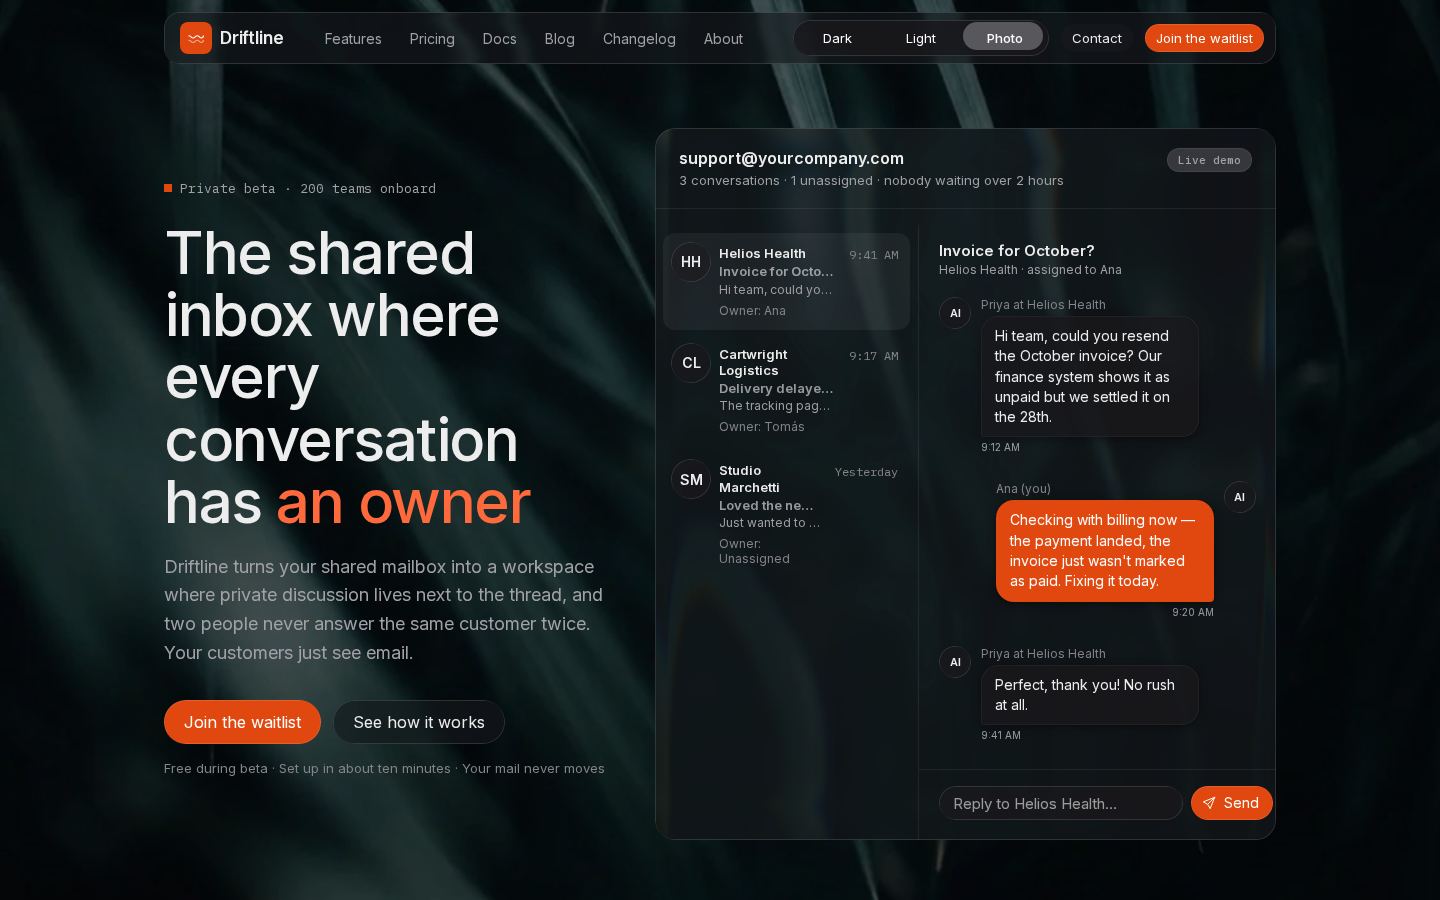 Driftline
Features
Pricing
Docs
Blog
Changelog
About
Dark
Light
Photo
Contact
Join the waitlist
Private beta · 200 teams onboard
The shared
inbox where
every
conversation
has an owner
Driftline turns your shared mailbox into a workspace
where private discussion lives next to the thread, and
two people never answer the same customer twice.
Your customers just see email.
Join the waitlist
See how it works
Free during beta · Set up in about ten minutes · Your mail never moves
support@yourcompany.com
3 conversations · 1 unassigned · nobody waiting over 2 hours
Live demo
HH
Helios Health
9:41 AM
Invoice for Octo…
Hi team, could yo…
Owner: Ana
CL
Cartwright
Logistics
9:17 AM
Delivery delaye…
The tracking pag…
Owner: Tomás
SM
Studio
Marchetti
Yesterday
Loved the ne…
Just wanted to …
Owner:
Unassigned
Invoice for October?
Helios Health · assigned to Ana
AI
Priya at Helios Health
Hi team, could you resend
the October invoice? Our
finance system shows it as
unpaid but we settled it on
the 28th.
9:12 AM
Ana (you)
AI
Checking with billing now —
the payment landed, the
invoice just wasn't marked
as paid. Fixing it today.
9:20 AM
AI
Priya at Helios Health
Perfect, thank you! No rush
at all.
9:41 AM
Reply to Helios Health…
Send